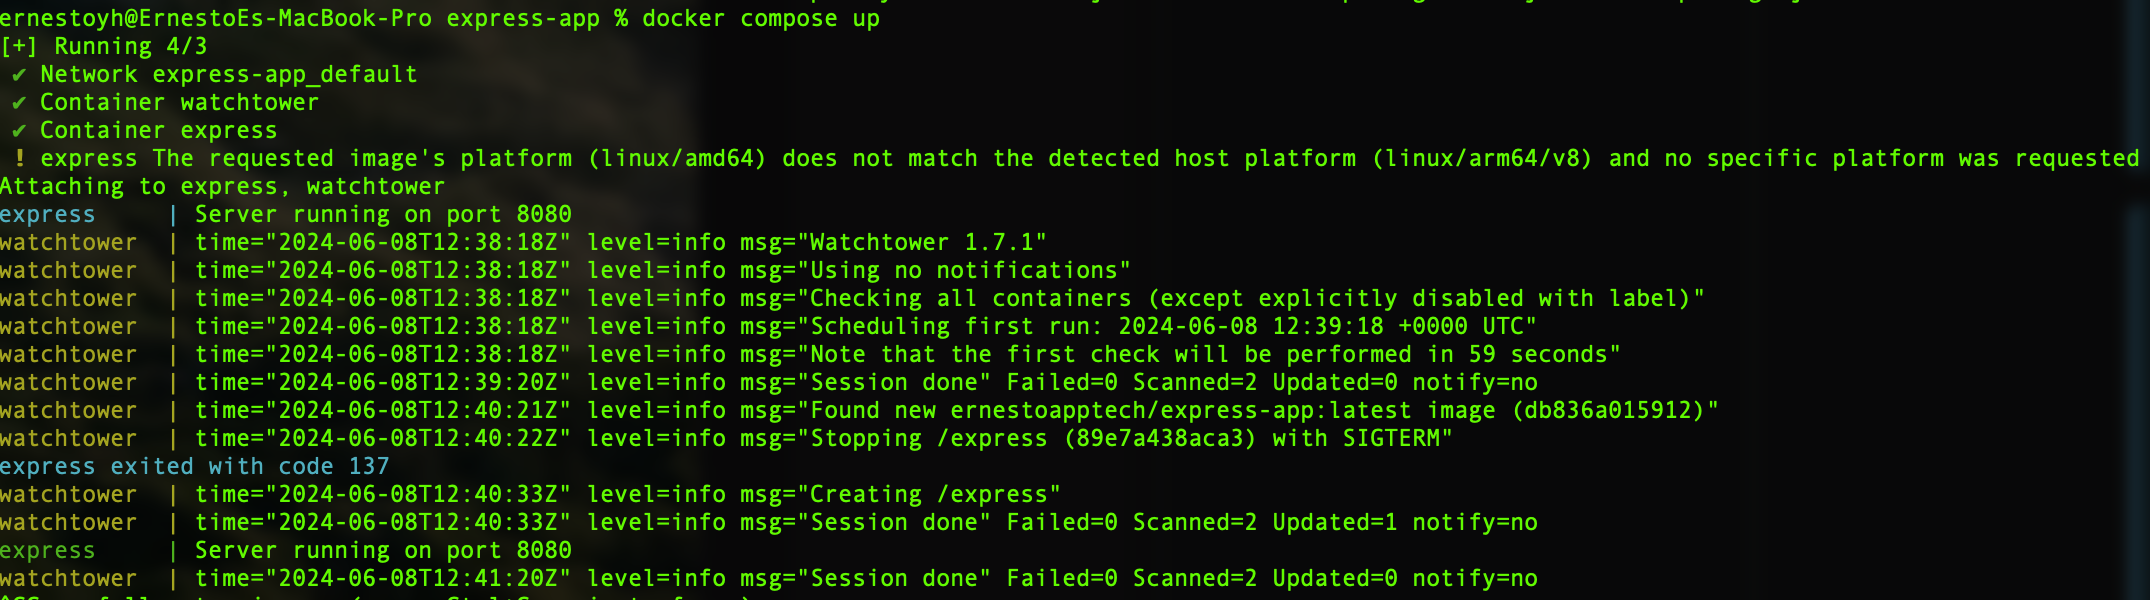 ernestoyh@ErnestoEs-MacBook-Pro express-app % docker compose up
[+] Running 4/3
✔ Network express-app_default
✔ Container watchtower
✔ Container express
! express The requested image's platform (linux/amd64) does not match the detected host platform (linux/arm64/v8) and no specific platform was requested
Attaching to express, watchtower
express | Server running on port 8080
watchtower | time="2024-06-08T12:38:18Z" level=info msg="Watchtower 1.7.1"
watchtower | time="2024-06-08T12:38:18Z" level=info msg="Using no notifications"
watchtower | time="2024-06-08T12:38:18Z" level=info msg="Checking all containers (except explicitly disabled with label)"
watchtower | time="2024-06-08T12:38:18Z" level=info msg="Scheduling first run: 2024-06-08 12:39:18 +0000 UTC"
watchtower | time="2024-06-08T12:38:18Z" level=info msg="Note that the first check will be performed in 59 seconds"
watchtower | time="2024-06-08T12:39:20Z" level=info msg="Session done" Failed=0 Scanned=2 Updated=0 notify=no
watchtower | time="2024-06-08T12:40:21Z" level=info msg="Found new ernestoapptech/express-app:latest image (db836a015912)"
watchtower | time="2024-06-08T12:40:22Z" level=info msg="Stopping /express (89e7a438aca3) with SIGTERM"
express exited with code 137
watchtower | time="2024-06-08T12:40:33Z" level=info msg="Creating /express"
watchtower | time="2024-06-08T12:40:33Z" level=info msg="Session done" Failed=0 Scanned=2 Updated=1 notify=no
express | Server running on port 8080
watchtower | time="2024-06-08T12:41:20Z" level=info msg="Session done" Failed=0 Scanned=2 Updated=0 notify=no